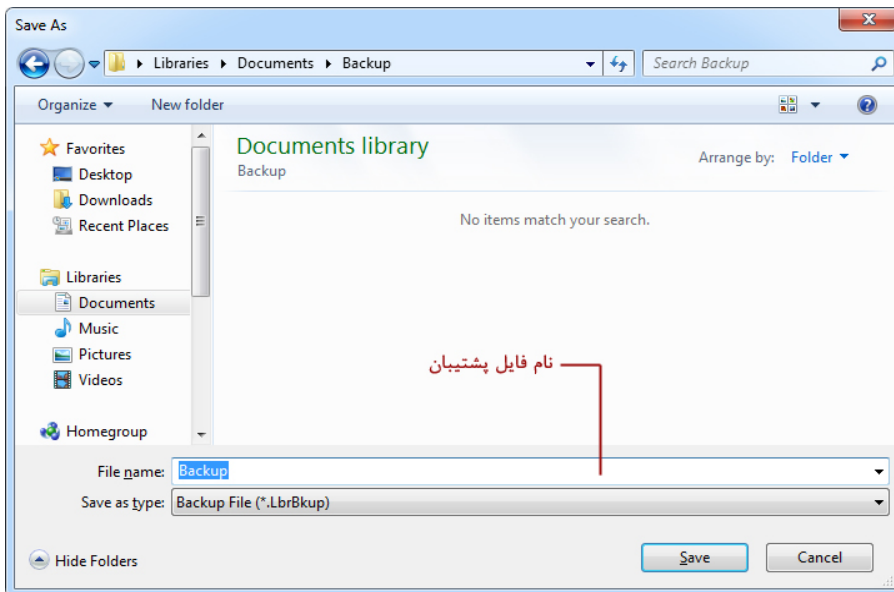 Save As
Libraries Documents Backup
Search Backup
Organize New folder
Favorites
Desktop
Downloads
Recent Places
Libraries
Documents
Music
Pictures
Videos
Homegroup
Documents library
Backup
Arrange by: Folder
No items match your search.
نام فایل پشتیبان
File name: Backup
Save as type: Backup File (*.LbrBkup)
Hide Folders
Save
Cancel